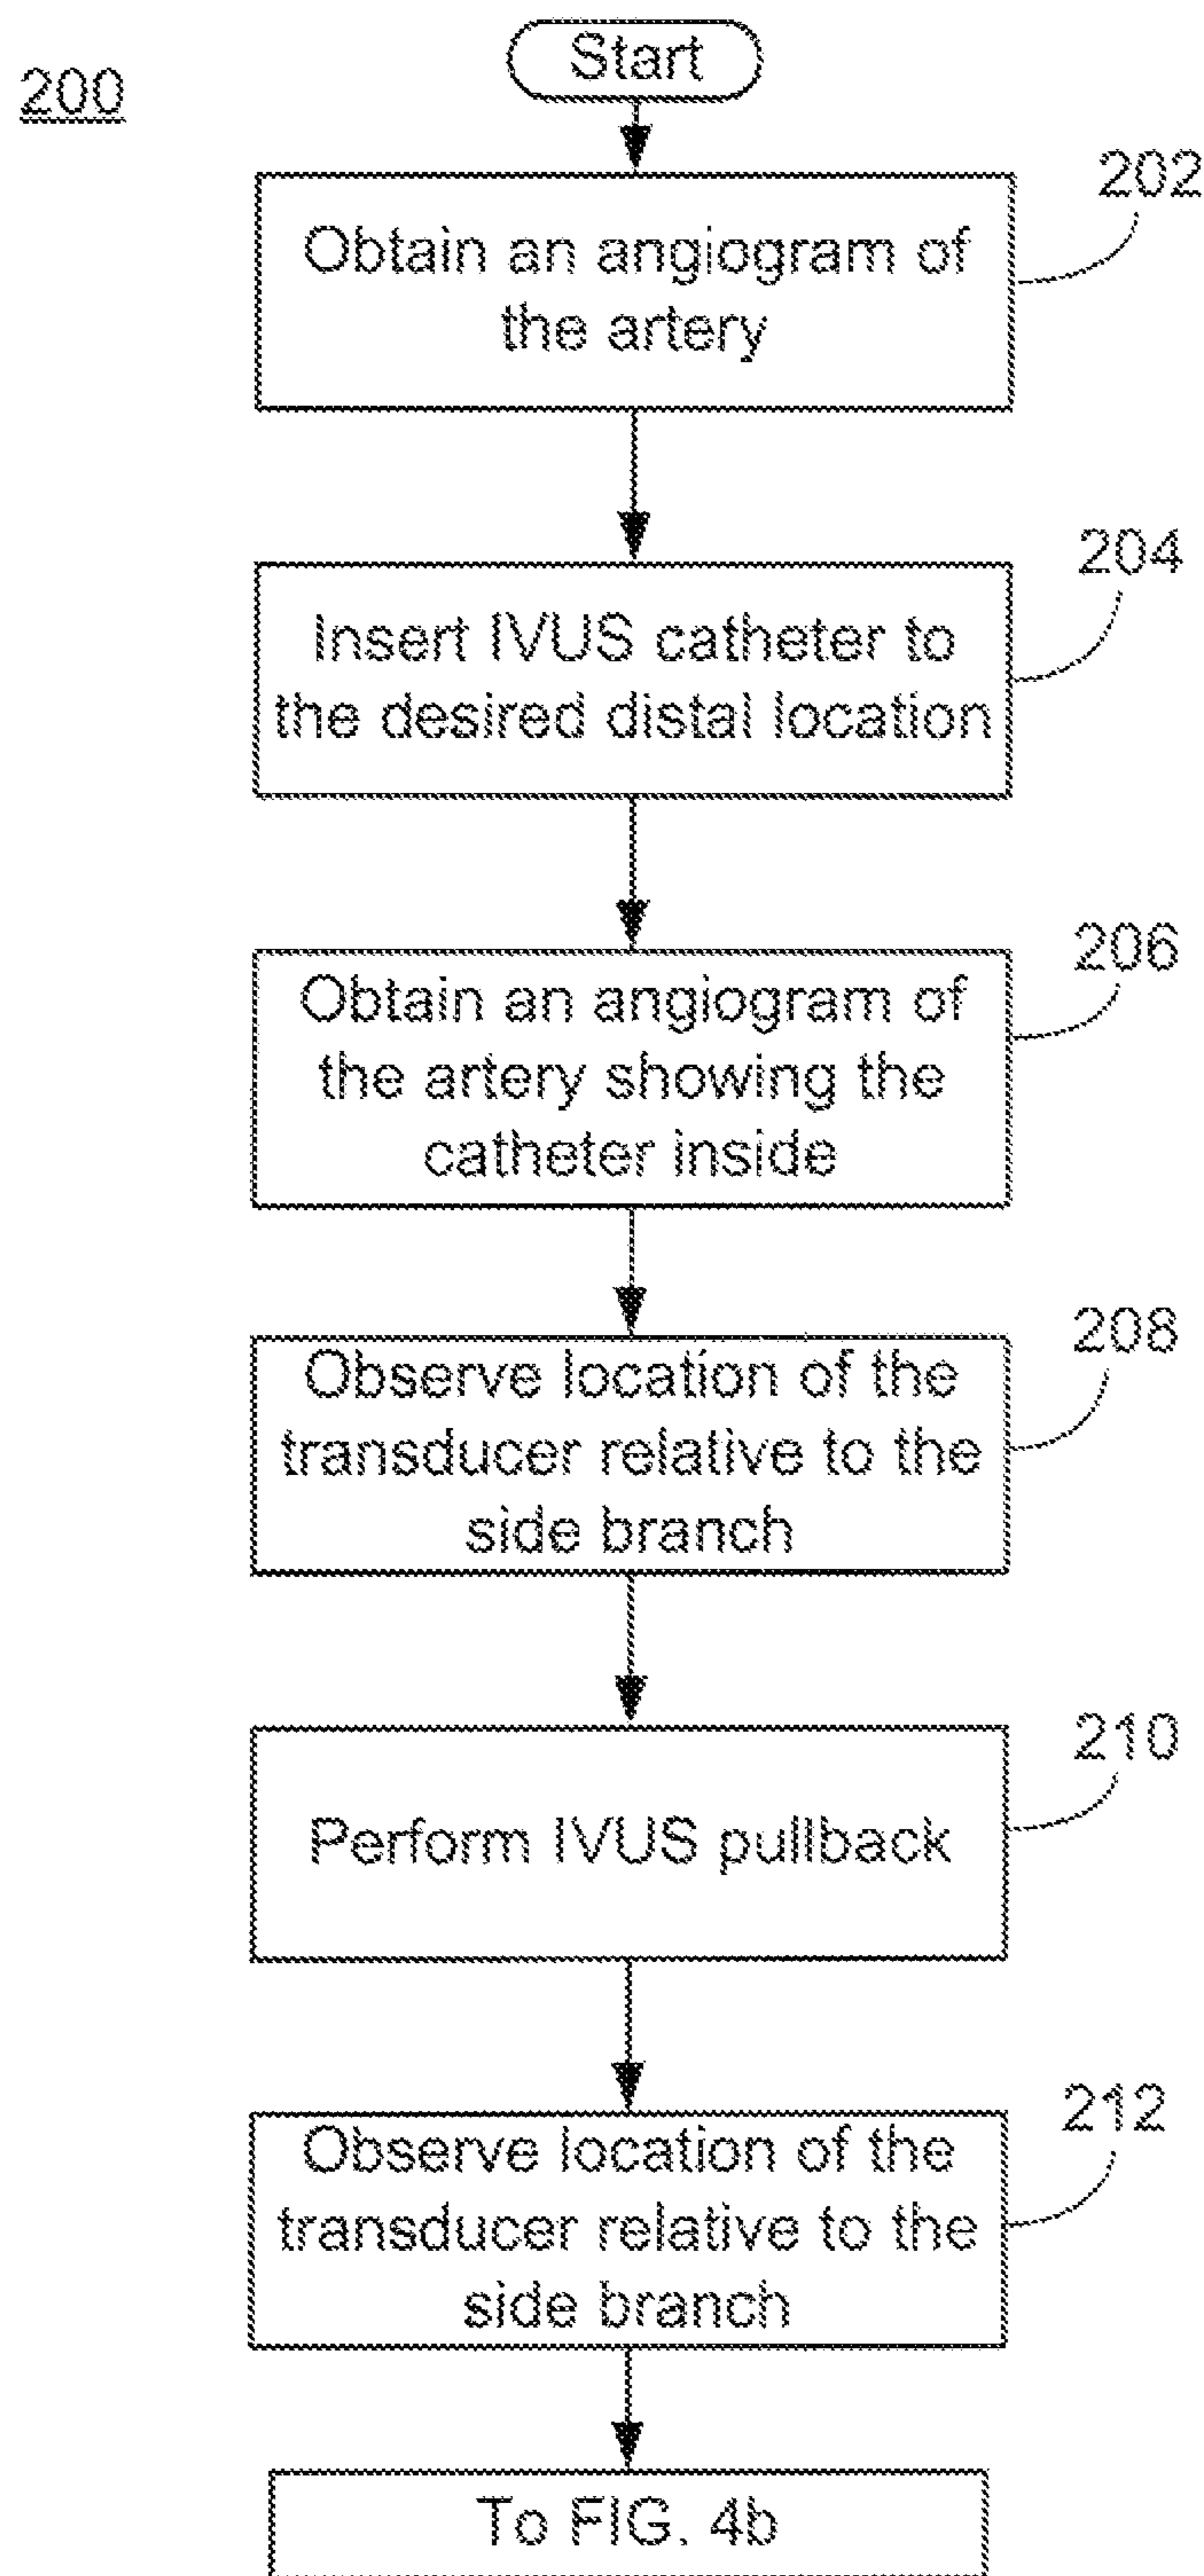 Start
200
202
Obtain an angiogram of
the artery
204
Insert IVUS catheter to
the desired distal location
206
Obtain an angiogram of
the artery showing the
catheter inside
208
Observe location of the
transducer relative to the
side branch
210
Perform IVUS pullback
212
Observe location of the
transducer relative to the
side branch
To FIG. 4b